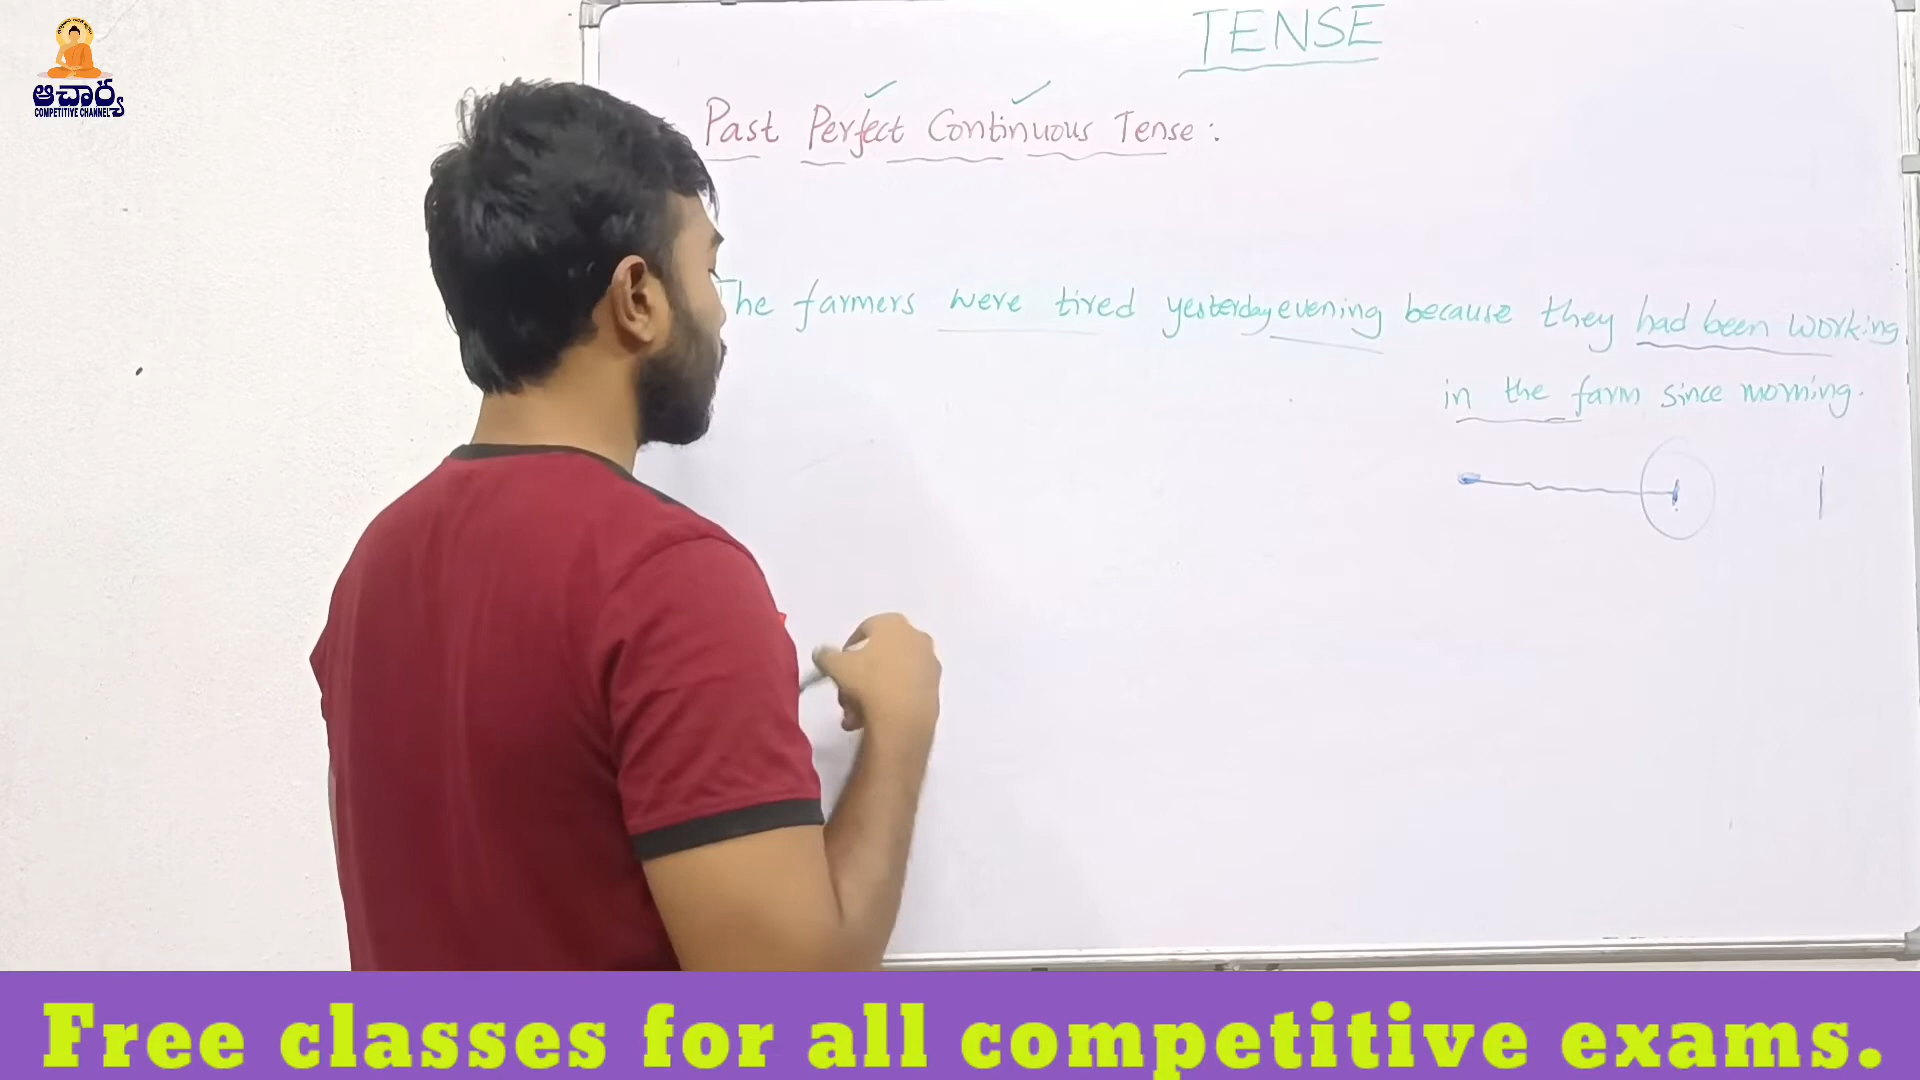 ಆಚಾರ್ಯ
COMPETITIVE CHANNEL
TENSE
Past Perfect Continuous Tense :
The farmers were tired yesterday evening because they had been working
in the farm since morning.
Free classes for all competitive exams.